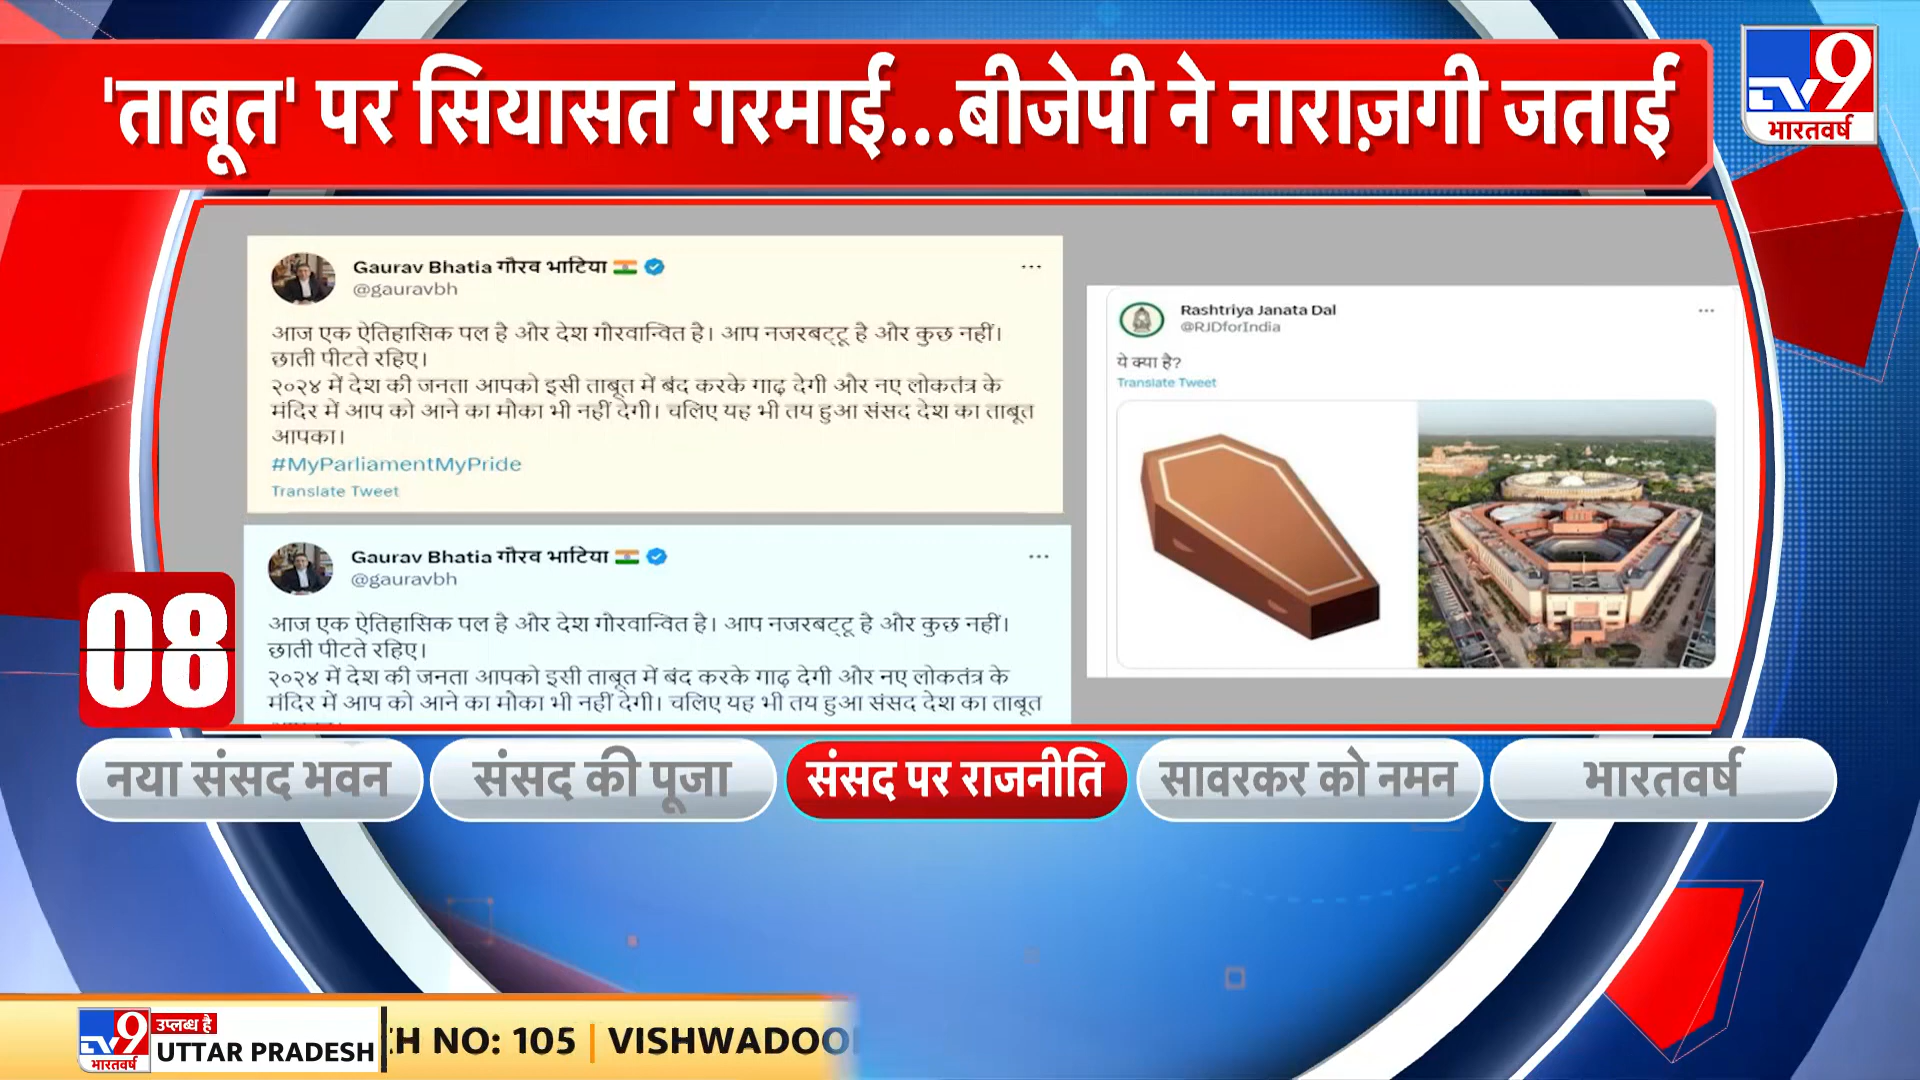 'ताबूत' पर सियासत गरमाई...बीजेपी ने नाराज़गी जताई
TV9
भारतवर्ष
Gaurav Bhatia गौरव भाटिया
@gauravbh
आज एक ऐतिहासिक पल है और देश गौरवान्वित है। आप नजरबट्टू है और कुछ नहीं।
छाती पीटते रहिए।
२०२४ में देश की जनता आपको इसी ताबूत में बंद करके गाढ़ देगी और नए लोकतंत्र के
मंदिर में आप को आने का मौका भी नहीं देगी। चलिए यह भी तय हुआ संसद देश का ताबूत
आपका।
#MyParliamentMyPride
Translate Tweet
Gaurav Bhatia गौरव भाटिया
@gauravbh
आज एक ऐतिहासिक पल है और देश गौरवान्वित है। आप नजरबट्टू है और कुछ नहीं।
छाती पीटते रहिए।
२०२४ में देश की जनता आपको इसी ताबूत में बंद करके गाढ़ देगी और नए लोकतंत्र के
मंदिर में आप को आने का मौका भी नहीं देगी। चलिए यह भी तय हुआ संसद देश का ताबूत
Rashtriya Janata Dal
@RJDforIndia
ये क्या है?
Translate Tweet
08
नया संसद भवन
संसद की पूजा
संसद पर राजनीति
सावरकर को नमन
भारतवर्ष
TV9
भारतवर्ष
उपलब्ध है
UTTAR PRADESH
H NO: 105 | VISHWADOO